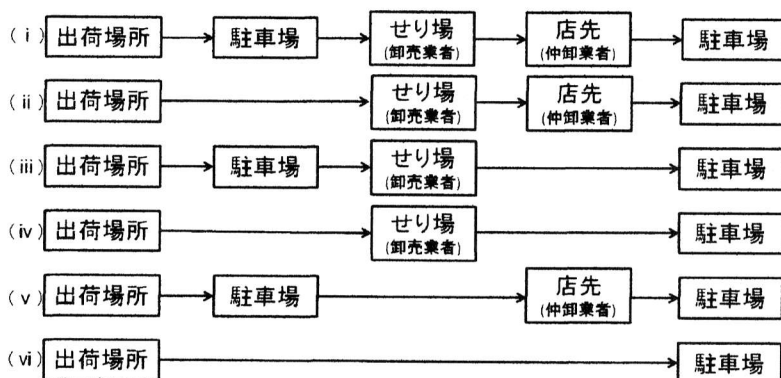 (i) 出荷場所 駐車場 せり場 (卸売業者) 店先 (仲卸業者) 駐車場
(ii) 出荷場所 せり場 (卸売業者) 店先 (仲卸業者) 駐車場
(iii) 出荷場所 駐車場 せり場 (卸売業者) 駐車場
(iv) 出荷場所 せり場 (卸売業者) 駐車場
(v) 出荷場所 駐車場 店先 (仲卸業者) 駐車場
(vi) 出荷場所 駐車場